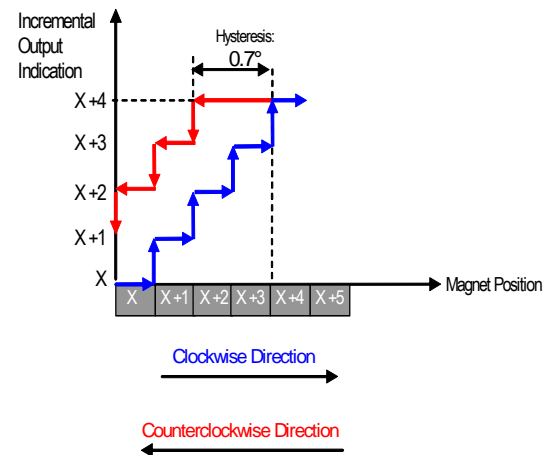 Incremental
Output
Indication
Hysteresis:
0.7°
X +4
X +3
X +2
X +1
X
X X +1 X +2 X +3 X +4 X +5
Magnet Position
Clockwise Direction
Counterclockwise Direction